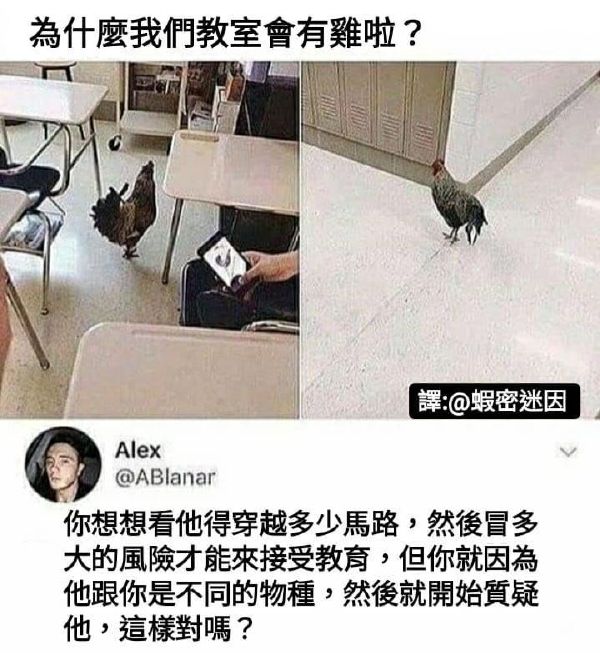 為什麼我們教室會有雞啦？
譯:@蝦密迷因
Alex
@ABlanar
你想想看他得穿越多少馬路，然後冒多
大的風險才能來接受教育，但你就因為
他跟你是不同的物種，然後就開始質疑
他，這樣對嗎？